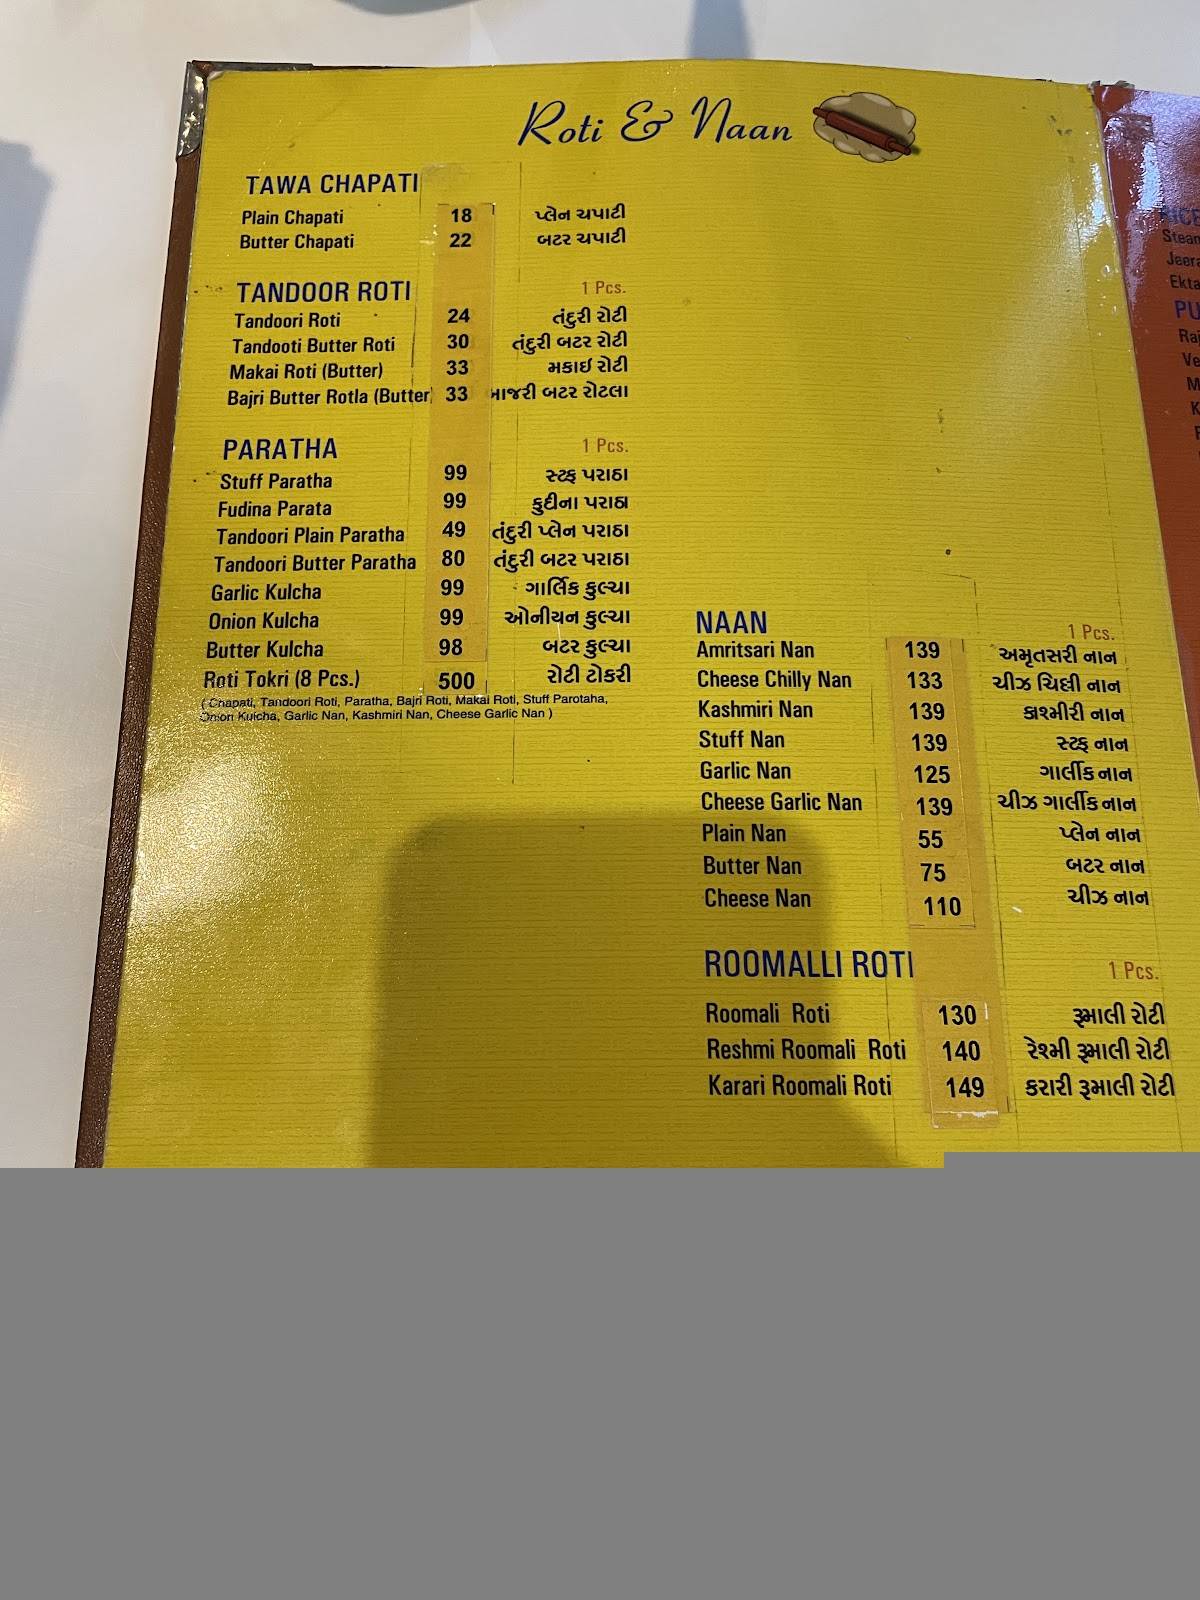 Roti & Naan
TAWA CHAPATI
Plain Chapati 18 પ્લેન ચપાટી
Butter Chapati 22 બટર ચપાટી
TANDOOR ROTI 1 Pcs.
Tandoori Roti 24 તંદુરી રોટી
Tandooti Butter Roti 30 તંદુરી બટર રોટી
Makai Roti (Butter) 33 મકાઇ રોટી
Bajri Butter Rotla (Butter 33 બાજરી બટર રોટલા
PARATHA 1 Pcs.
Stuff Paratha 99 સ્ટફ પરાઠા
Fudina Parata 99 કુદીના પરાઠા
Tandoori Plain Paratha 49 તંદુરી પ્લેન પરાઠા
Tandoori Butter Paratha 80 તંદુરી બટર પરાઠા
Garlic Kulcha 99 ગાર્લિક કુલ્ચા
Onion Kulcha 99 ઓનીયન કુલ્ચા
Butter Kulcha 98 બટર કુલ્ચા
Roti Tokri (8 Pcs.) 500 રોટી ટોકરી
( Chapati, Tandoori Roti, Paratha, Bajri Roti, Makai Roti, Stuff Parotaha,
Onion Kulcha, Garlic Nan, Kashmiri Nan, Cheese Garlic Nan )
NAAN 1 Pcs.
Amritsari Nan 139 અમૃતસરી નાન
Cheese Chilly Nan 133 ચીઝ ચિલ્લી નાન
Kashmiri Nan 139 કાશ્મીરી નાન
Stuff Nan 139 સ્ટફ નાન
Garlic Nan 125 ગાર્લીક નાન
Cheese Garlic Nan 139 ચીઝ ગાર્લીક નાન
Plain Nan 55 પ્લેન નાન
Butter Nan 75 બટર નાન
Cheese Nan 110 ચીઝ નાન
ROOMALLI ROTI 1 Pcs.
Roomali Roti 130 રૂમાલી રોટી
Reshmi Roomali Roti 140 રેશ્મી રૂમાલી રોટી
Karari Roomali Roti 149 કરારી રૂમાલી રોટી
RICE
Steam
Jeera
Ekta
PU
Rai
Ve
M
K